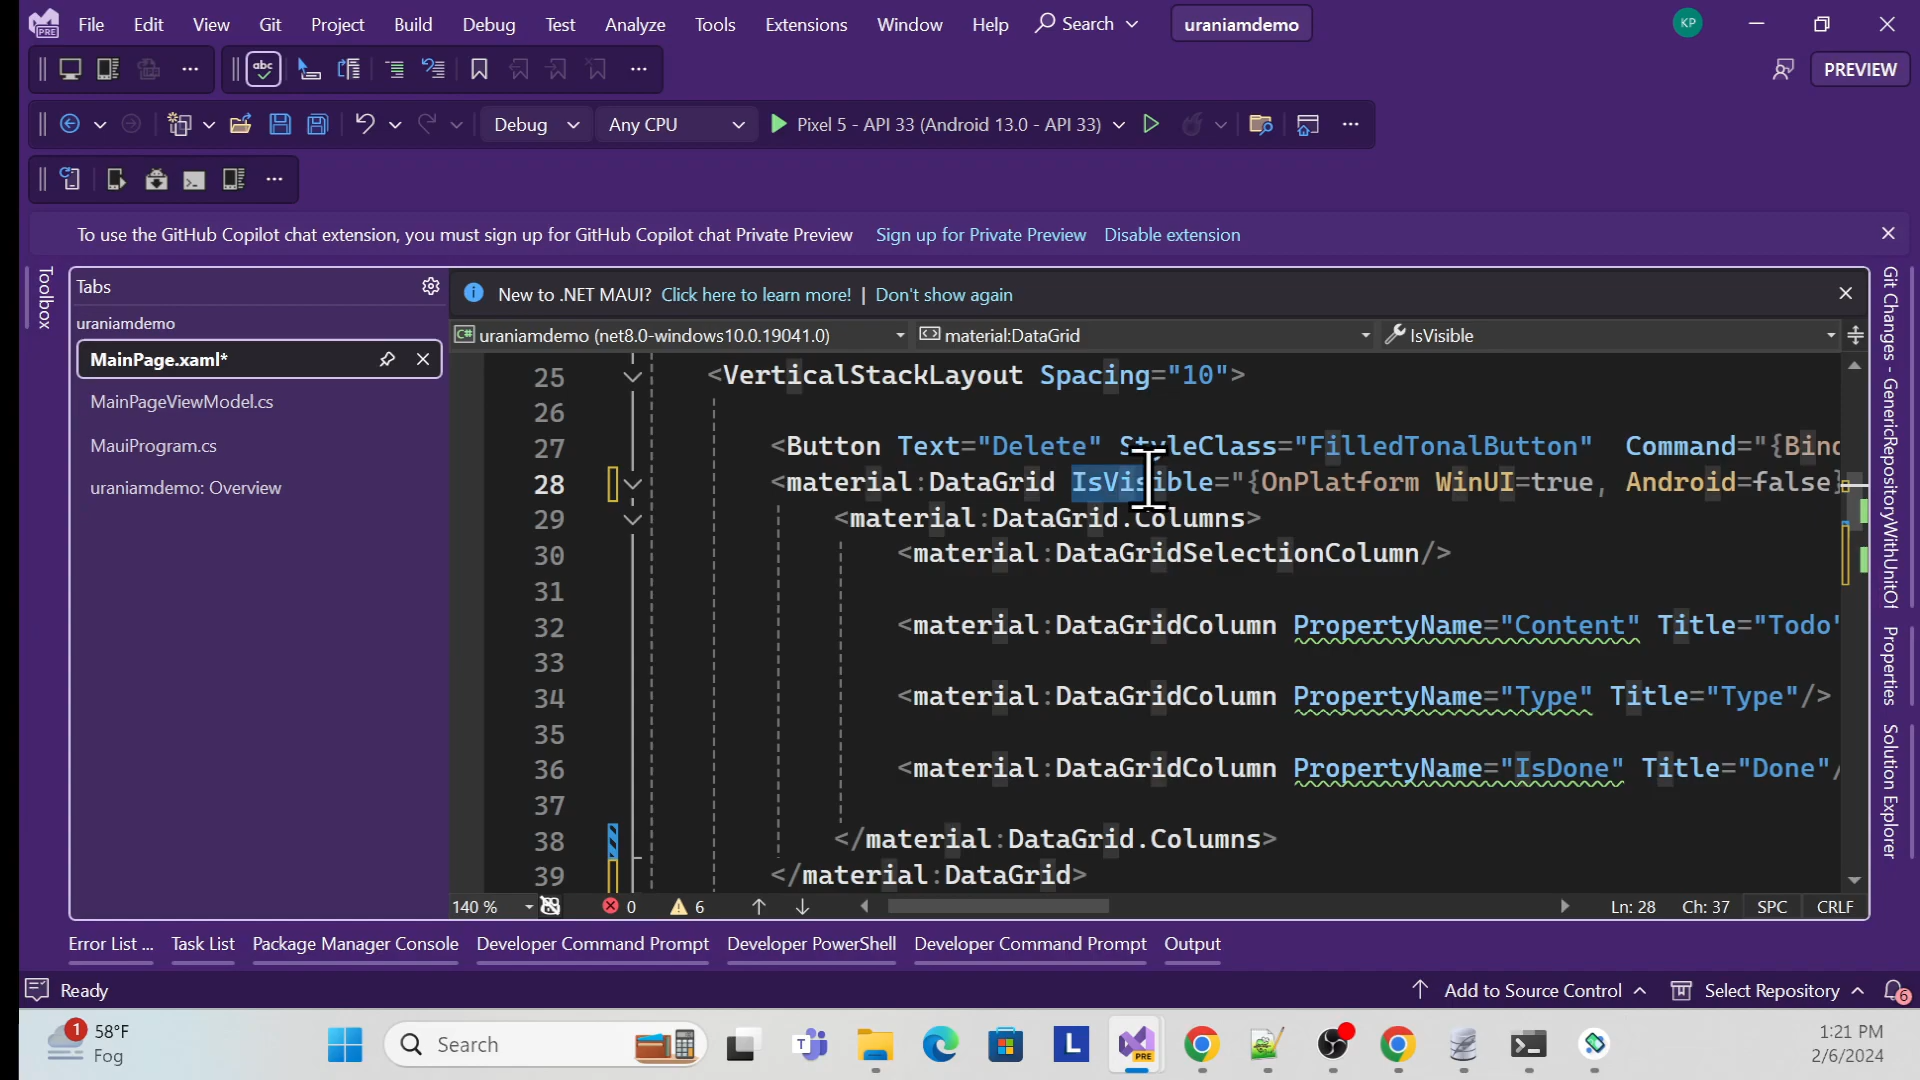 PRE File Edit View Git Project Build Debug Test Analyze Tools Extensions Window Help Search uraniamdemo KP
abc PREVIEW
Debug Any CPU Pixel 5 - API 33 (Android 13.0 - API 33)
To use the GitHub Copilot chat extension, you must sign up for GitHub Copilot chat Private Preview Sign up for Private Preview Disable extension
Toolbox
Tabs
uraniamdemo
MainPage.xaml*
MainPageViewModel.cs
MauiProgram.cs
uraniamdemo: Overview
New to .NET MAUI? Click here to learn more! | Don't show again
C# uraniamdemo (net8.0-windows10.0.19041.0) material:DataGrid IsVisible
25 <VerticalStackLayout Spacing="10">
26
27 <Button Text="Delete" StyleClass="FilledTonalButton" Command="{Bind
28 <material:DataGrid IsVisible="{OnPlatform WinUI=true, Android=false}
29 <material:DataGrid.Columns>
30 <material:DataGridSelectionColumn/>
31
32 <material:DataGridColumn PropertyName="Content" Title="Todo"
33
34 <material:DataGridColumn PropertyName="Type" Title="Type"/>
35
36 <material:DataGridColumn PropertyName="IsDone" Title="Done"/
37
38 </material:DataGrid.Columns>
39 </material:DataGrid>
140 % 0 6 Ln: 28 Ch: 37 SPC CRLF
Git Changes - GenericRepositoryWithUnitOf
Properties
Solution Explorer
Error List ... Task List Package Manager Console Developer Command Prompt Developer PowerShell Developer Command Prompt Output
Ready Add to Source Control Select Repository 6
1 58°F
Fog
Search
T L PRE
1:21 PM
2/6/2024